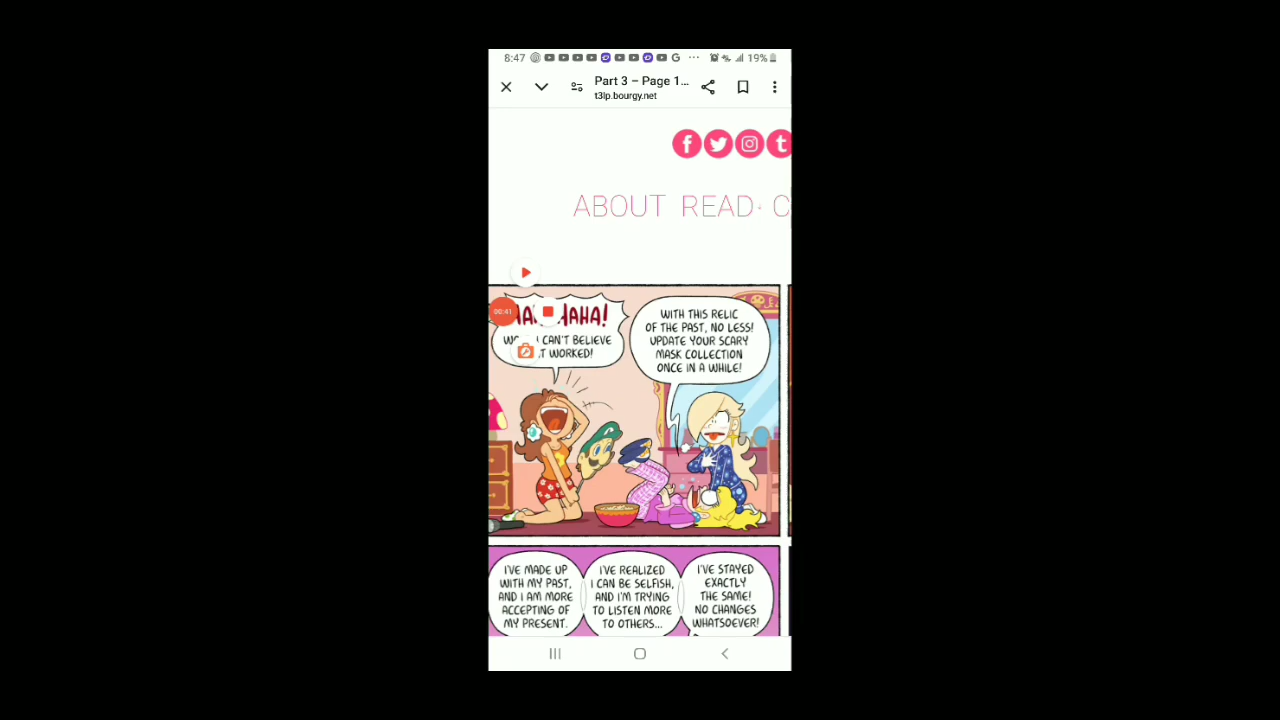 8:47
19%
Part 3 – Page 1...
t3lp.bourgy.net
ABOUT READ C
00:41
HAHA!
CAN'T BELIEVE
WORKED!
WITH THIS RELIC
OF THE PAST, NO LESS!
UPDATE YOUR SCARY
MASK COLLECTION
ONCE IN A WHILE!
I'VE MADE UP
WITH MY PAST,
AND I AM MORE
ACCEPTING OF
MY PRESENT.
I'VE REALIZED
I CAN BE SELFISH,
AND I'M TRYING
TO LISTEN MORE
TO OTHERS...
I'VE STAYED
EXACTLY
THE SAME!
NO CHANGES
WHATSOEVER!